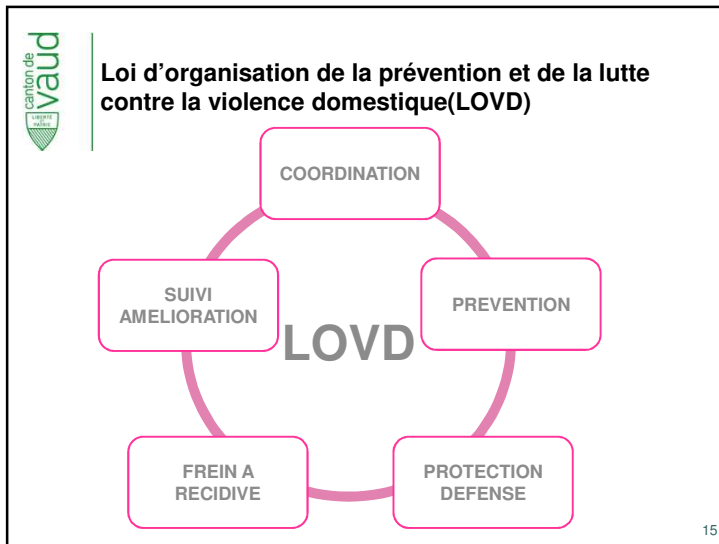 canton de
vaud
LIBERTÉ
ET
PATRIE
Loi d'organisation de la prévention et de la lutte
contre la violence domestique(LOVD)
COORDINATION
PREVENTION
PROTECTION
DEFENSE
FREIN A
RECIDIVE
SUIVI
AMELIORATION
LOVD
15